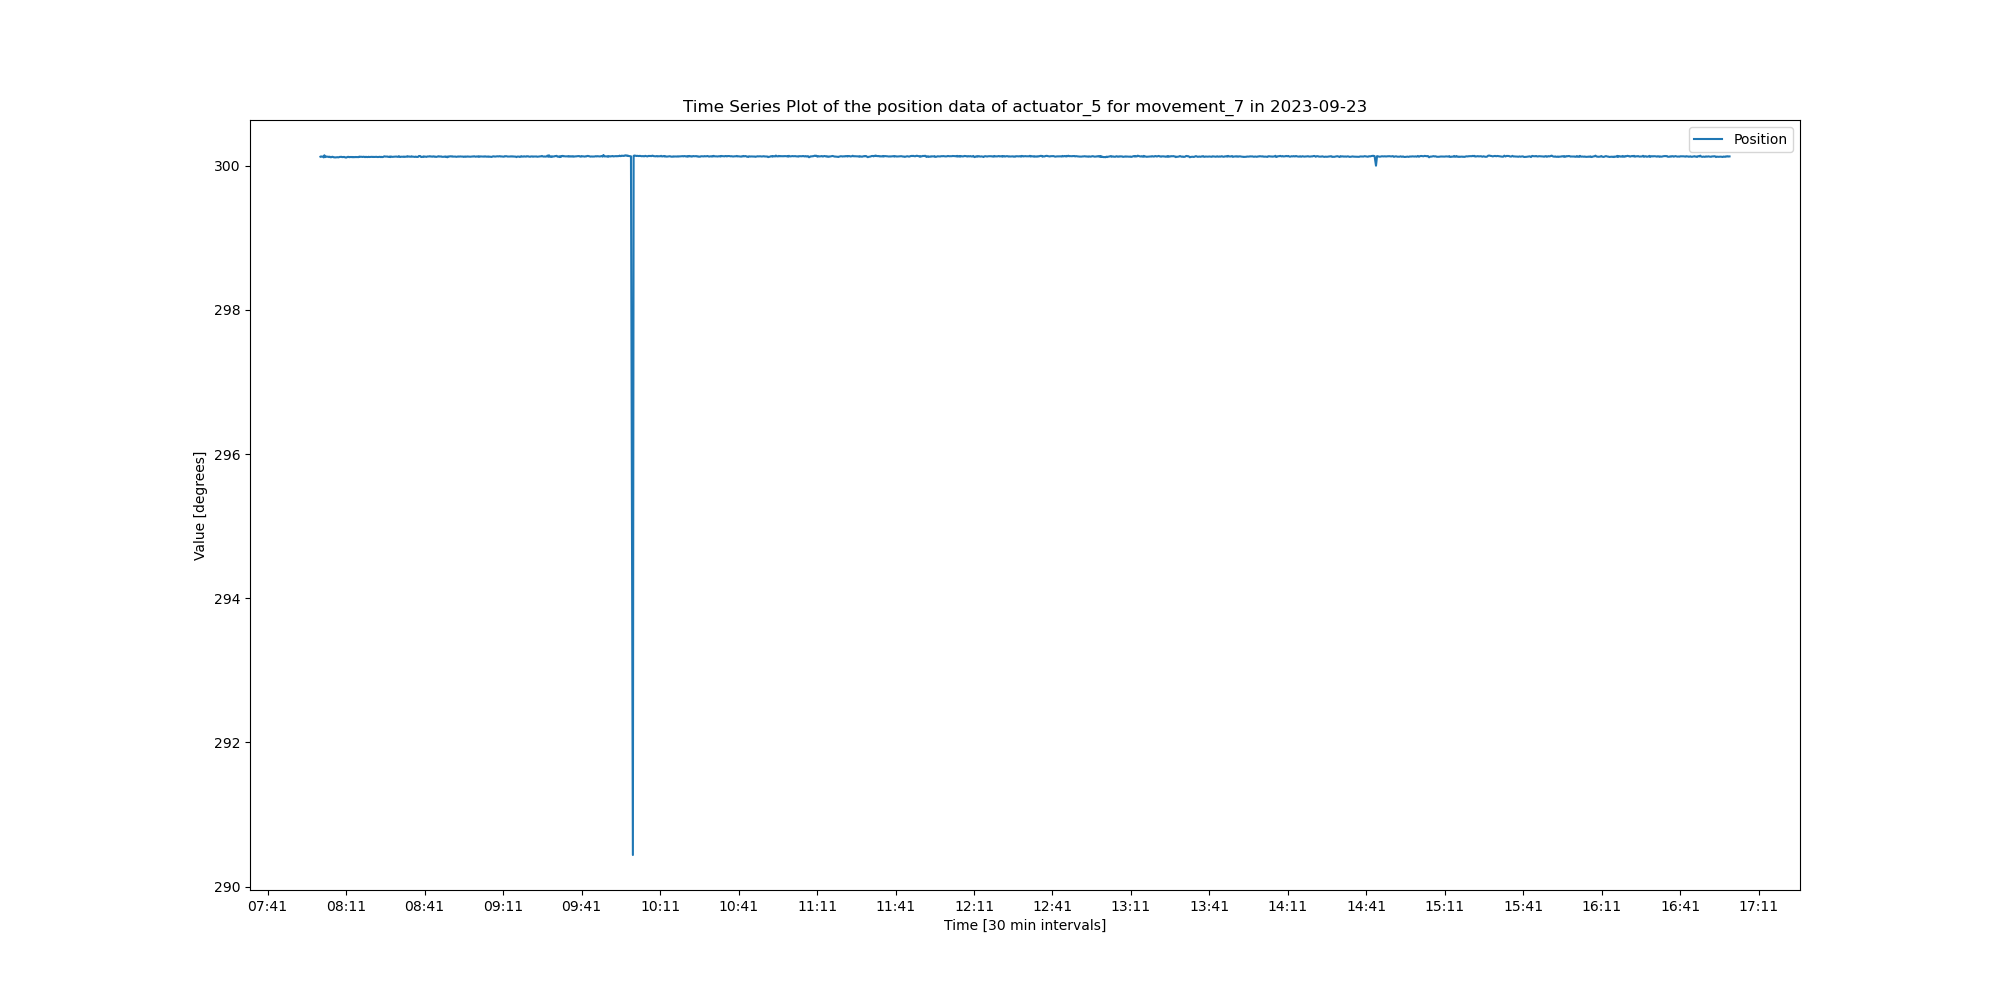 Time Series Plot of the position data of actuator_5 for movement_7 in 2023-09-23
Position
300
298
296
294
292
290
Value [degrees]
07:41 08:11 08:41 09:11 09:41 10:11 10:41 11:11 11:41 12:11 12:41 13:11 13:41 14:11 14:41 15:11 15:41 16:11 16:41 17:11
Time [30 min intervals]